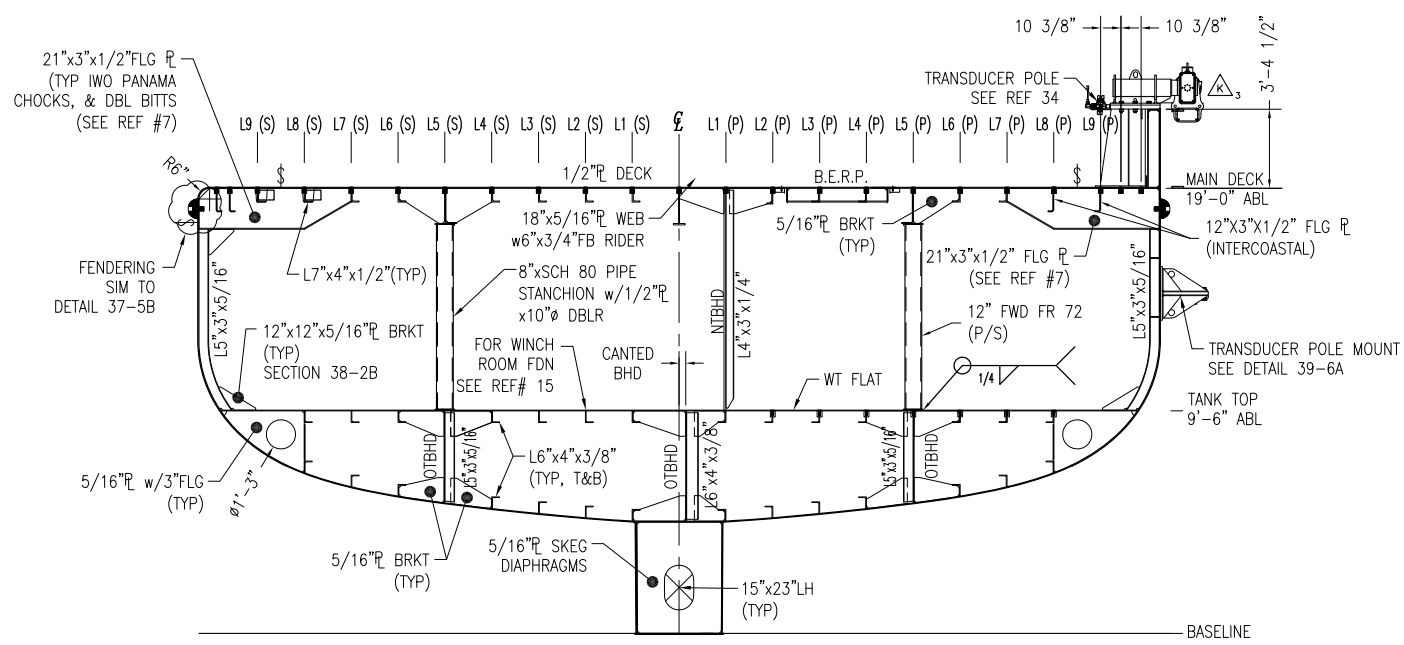 10 3/8"
10 3/8"
3'-4 1/2"
21"x3"x1/2"FLG ⅊
(TYP IWO PANAMA
CHOCKS, & DBL BITTS
(SEE REF #7)
TRANSDUCER POLE
SEE REF 34
K
3
L9 (S)
L8 (S)
L7 (S)
L6 (S)
L5 (S)
L4 (S)
L3 (S)
L2 (S)
L1 (S)
℄
L1 (P)
L2 (P)
L3 (P)
L4 (P)
L5 (P)
L6 (P)
L7 (P)
L8 (P)
L9 (P)
R6"
1/2"⅊ DECK
B.E.R.P.
MAIN DECK
19'-0" ABL
18"x5/16"⅊ WEB
w6"x3/4"FB RIDER
5/16"⅊ BRKT
(TYP)
12"X3"X1/2" FLG ⅊
(INTERCOASTAL)
FENDERING
SIM TO
DETAIL 37-5B
L7"x4"x1/2"(TYP)
8"xSCH 80 PIPE
STANCHION w/1/2"⅊
x10"ø DBLR
21"x3"x1/2" FLG ⅊
(SEE REF #7)
L5"x3"x5/16"
NTBHD
L4"x3"x1/4"
L5"x3"x5/16"
12" FWD FR 72
(P/S)
12"x12"x5/16"⅊ BRKT
(TYP)
SECTION 38-2B
FOR WINCH
ROOM FDN
SEE REF# 15
CANTED
BHD
WT FLAT
1/4
TRANSDUCER POLE MOUNT
SEE DETAIL 39-6A
TANK TOP
9'-6" ABL
5/16"⅊ w/3"FLG
(TYP)
ø1'-3"
OTBHD
L5"x3"x5/16"
L6"x4"x3/8"
(TYP, T&B)
OTBHD
L6"x4"x3/8"
L5"x3"x5/16"
OTBHD
5/16"⅊ BRKT
(TYP)
5/16"⅊ SKEG
DIAPHRAGMS
15"x23"LH
(TYP)
BASELINE